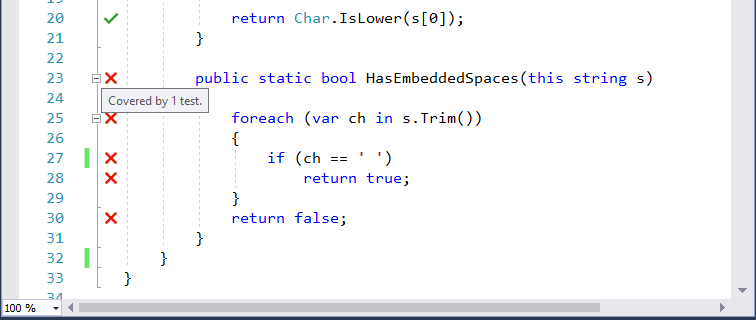 19
20 return Char.IsLower(s[0]);
21 }
22
23 public static bool HasEmbeddedSpaces(this string s)
24
Covered by 1 test.
25 foreach (var ch in s.Trim())
26 {
27 if (ch == ' ')
28 return true;
29 }
30 return false;
31 }
32 }
33 }
34
100 %